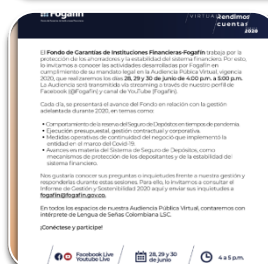 Fogafín
VIRTUAL
Rendimos
cuentas
2020
El Fondo de Garantías de Instituciones Financieras-Fogafín trabaja por la
protección de los ahorradores y la estabilidad del sistema financiero. Por esto,
lo invitamos a conocer las actividades desarrolladas por Fogafín en
cumplimiento de su mandato legal en la Audiencia Pública Virtual, vigencia
2020, que realizaremos los días 28, 29 y 30 de junio de 4:00 p.m. a 5:00 p.m.
La Audiencia será transmitida vía streaming a través de nuestro perfil de
Facebook (@Fogafin) y canal de YouTube (Fogafín).
Cada día, se presentará el avance del Fondo en relación con la gestión
adelantada durante 2020, en temas como:
• Comportamiento de la reserva del Seguro de Depósitos en tiempos de pandemia.
• Ejecución presupuestal, gestión contractual y corporativa.
• Medidas operativas de continuidad del negocio que implementó la
entidad en el marco del Covid-19.
• Avances en materia del Sistema de Seguro de Depósitos, como
mecanismos de protección de los depositantes y de la estabilidad del
sistema financiero.
Nos gustaría conocer sus preguntas o inquietudes frente a nuestra gestión y
responderlas durante estas sesiones. Para ello, lo invitamos a consultar el
Informe de Gestión y Sostenibilidad 2020 aquí y enviar sus inquietudes a
fogafin@fogafin.gov.co.
En todos los espacios de nuestra Audiencia Pública Virtual, contaremos con
intérprete de Lengua de Señas Colombiana LSC.
¡Conéctese y participe!
Facebook Live
Youtube Live
28, 29 y 30
de junio
4 a 5 p.m.